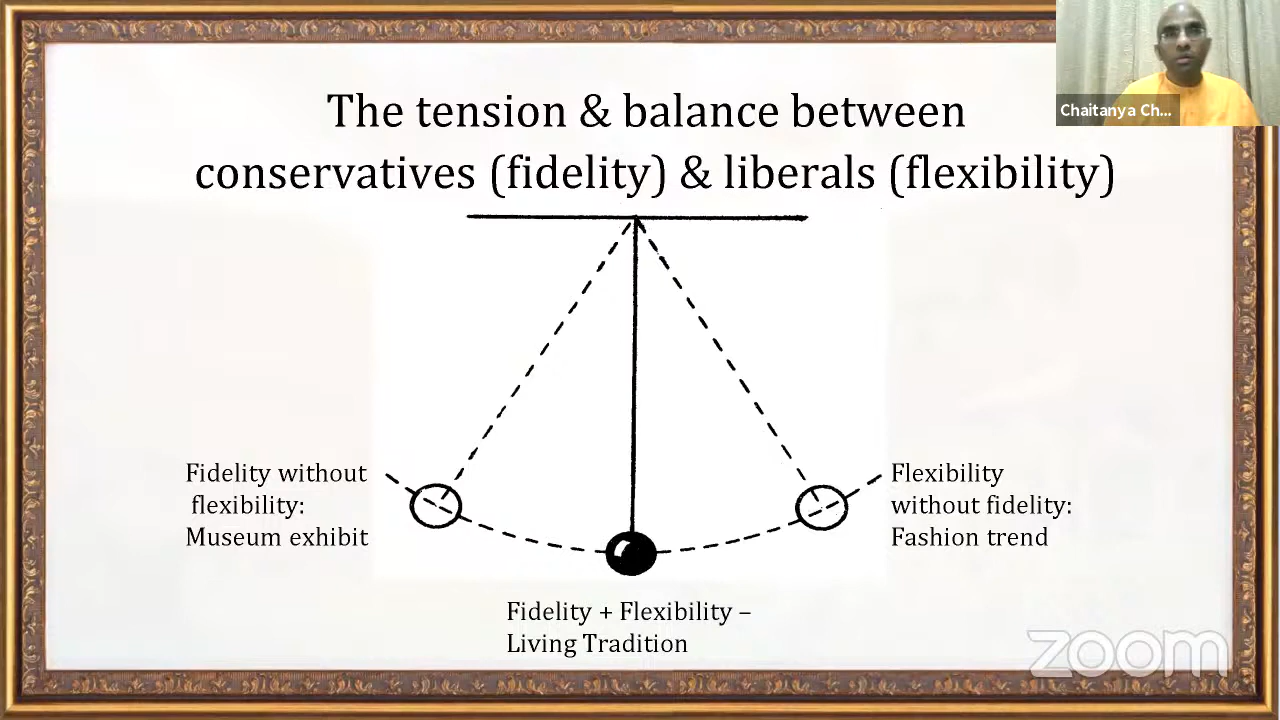 The tension & balance between
conservatives (fidelity) & liberals (flexibility)
Chaitanya Ch...
Fidelity without
flexibility:
Museum exhibit
Flexibility
without fidelity:
Fashion trend
Fidelity + Flexibility –
Living Tradition
zoom